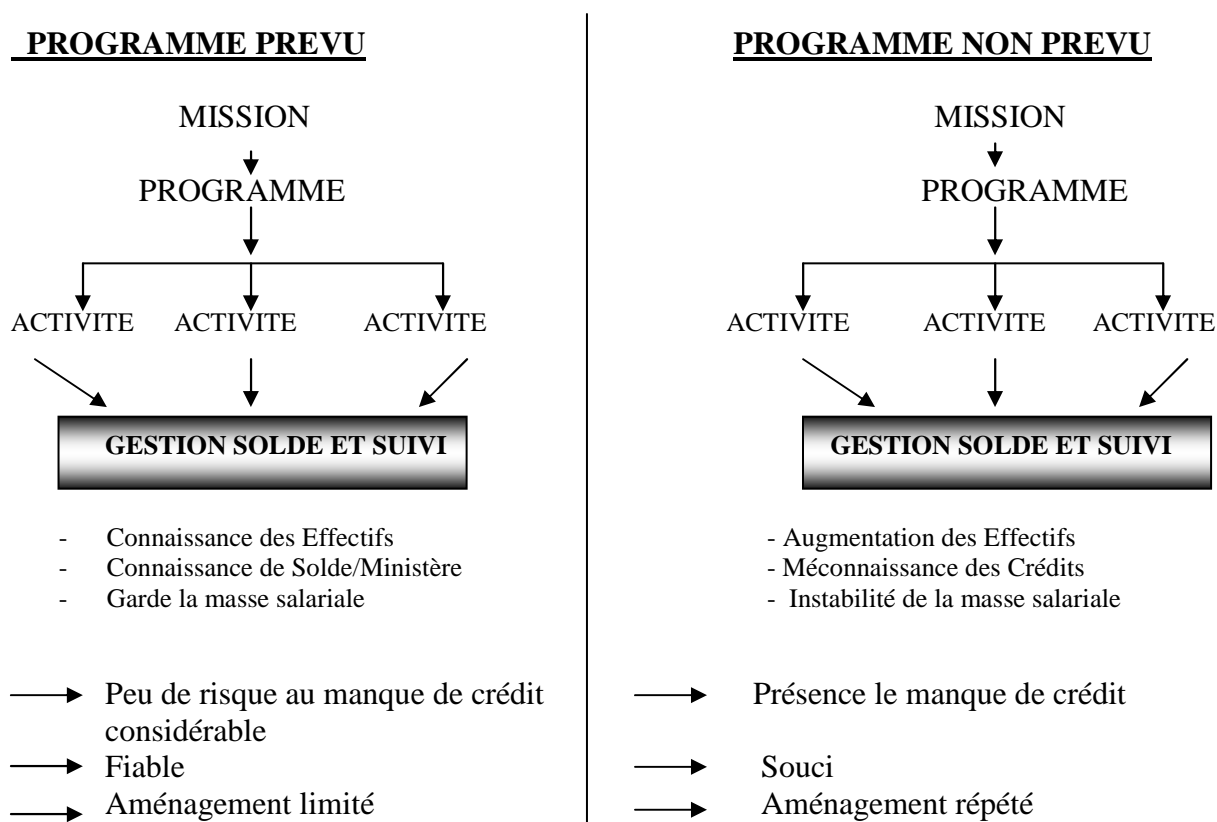 PROGRAMME PREVU
MISSION
PROGRAMME
ACTIVITE ACTIVITE ACTIVITE
GESTION SOLDE ET SUIVI
- Connaissance des Effectifs
- Connaissance de Solde/Ministère
- Garde la masse salariale
Peu de risque au manque de crédit
considérable
Fiable
Aménagement limité
PROGRAMME NON PREVU
MISSION
PROGRAMME
ACTIVITE ACTIVITE ACTIVITE
GESTION SOLDE ET SUIVI
- Augmentation des Effectifs
- Méconnaissance des Crédits
- Instabilité de la masse salariale
Présence le manque de crédit
Souci
Aménagement répété